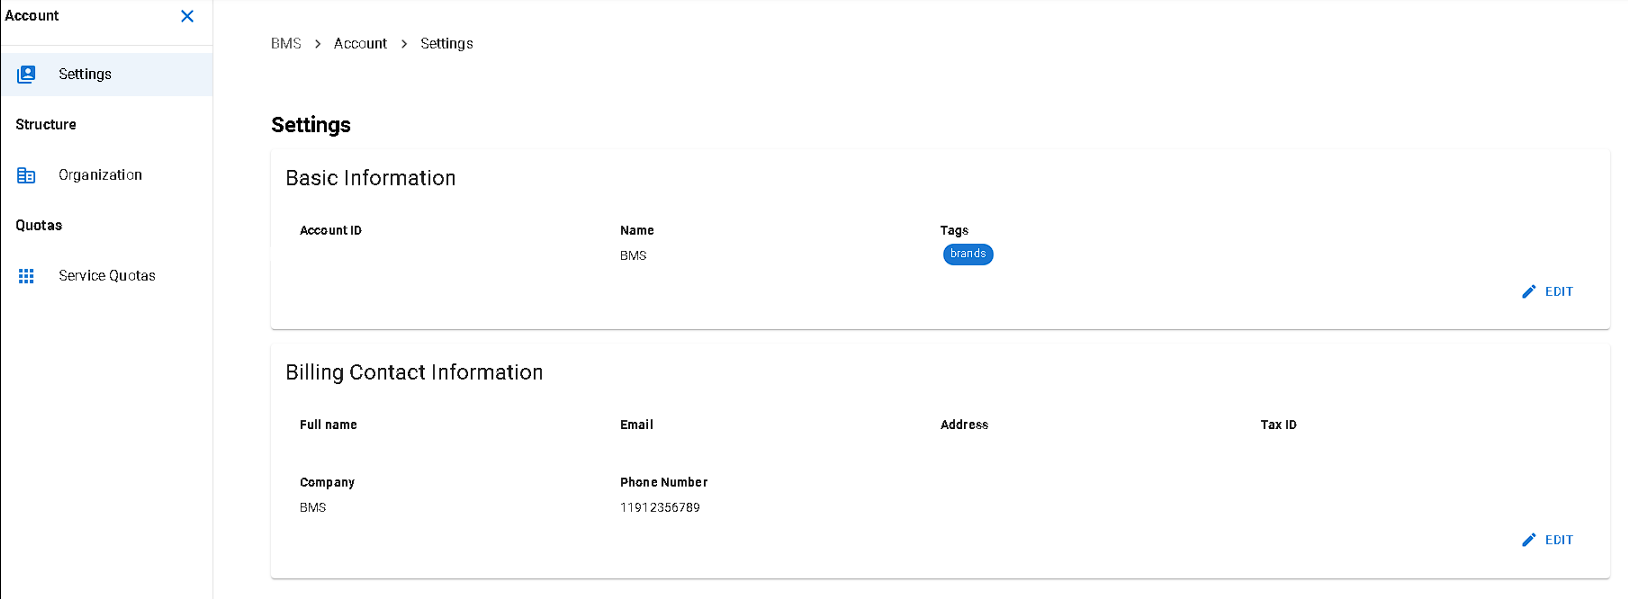 Account
Settings
Structure
Organization
Quotas
Service Quotas
BMS > Account > Settings
Settings
Basic Information
Account ID Name Tags
BMS brands
EDIT
Billing Contact Information
Full name Email Address Tax ID
Company Phone Number
BMS 11912356789
EDIT